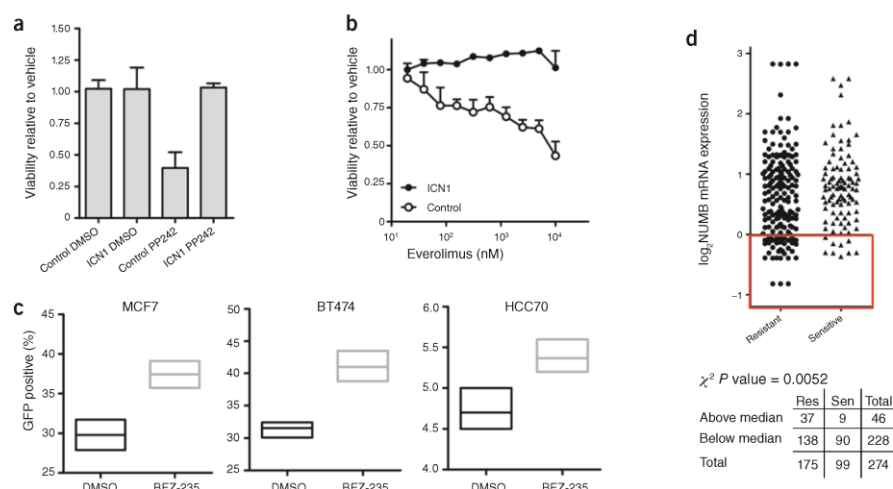 a
Viability relative to vehicle
1.50
1.25
1.00
0.75
0.50
0.25
0
Control DMSO
ICN1 DMSO
Control PP242
ICN1 PP242
b
Viability relative to vehicle
1.00
0.75
0.50
0.25
0
ICN1
Control
10¹ 10² 10³ 10⁴
Everolimus (nM)
c
GFP positive (%)
MCF7
45
40
35
30
25
DMSO BEZ-235
BT474
50
45
40
35
30
25
DMSO BEZ-235
HCC70
6.0
5.5
5.0
4.5
4.0
DMSO BEZ-235
d
log₂NUMB mRNA expression
3
2
1
0
−1
Resistant
Sensitive
χ² P value = 0.0052
Res Sen Total
Above median 37 9 46
Below median 138 90 228
Total 175 99 274